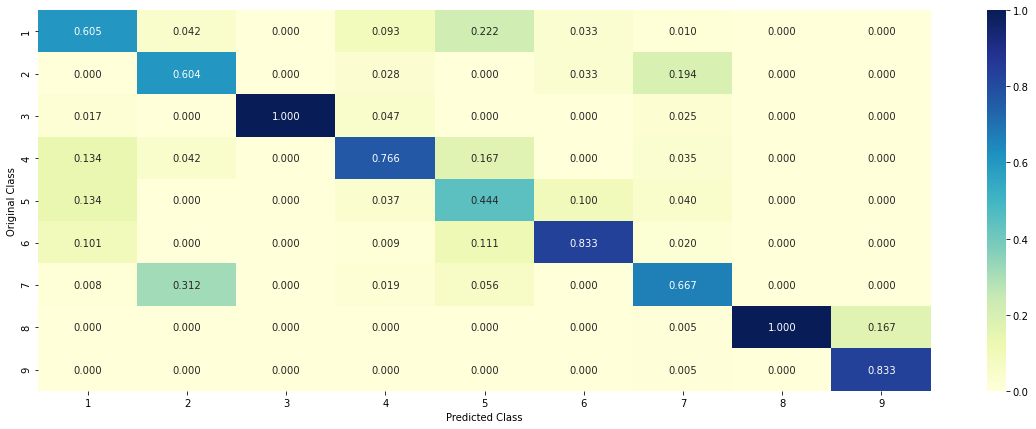 1 0.605 0.042 0.000 0.093 0.222 0.033 0.010 0.000 0.000
2 0.000 0.604 0.000 0.028 0.000 0.033 0.194 0.000 0.000
3 0.017 0.000 1.000 0.047 0.000 0.000 0.025 0.000 0.000
4 0.134 0.042 0.000 0.766 0.167 0.000 0.035 0.000 0.000
5 0.134 0.000 0.000 0.037 0.444 0.100 0.040 0.000 0.000
6 0.101 0.000 0.000 0.009 0.111 0.833 0.020 0.000 0.000
7 0.008 0.312 0.000 0.019 0.056 0.000 0.667 0.000 0.000
8 0.000 0.000 0.000 0.000 0.000 0.000 0.005 1.000 0.167
9 0.000 0.000 0.000 0.000 0.000 0.000 0.005 0.000 0.833
1 2 3 4 5 6 7 8 9
Predicted Class
Original Class
1.0
0.8
0.6
0.4
0.2
0.0